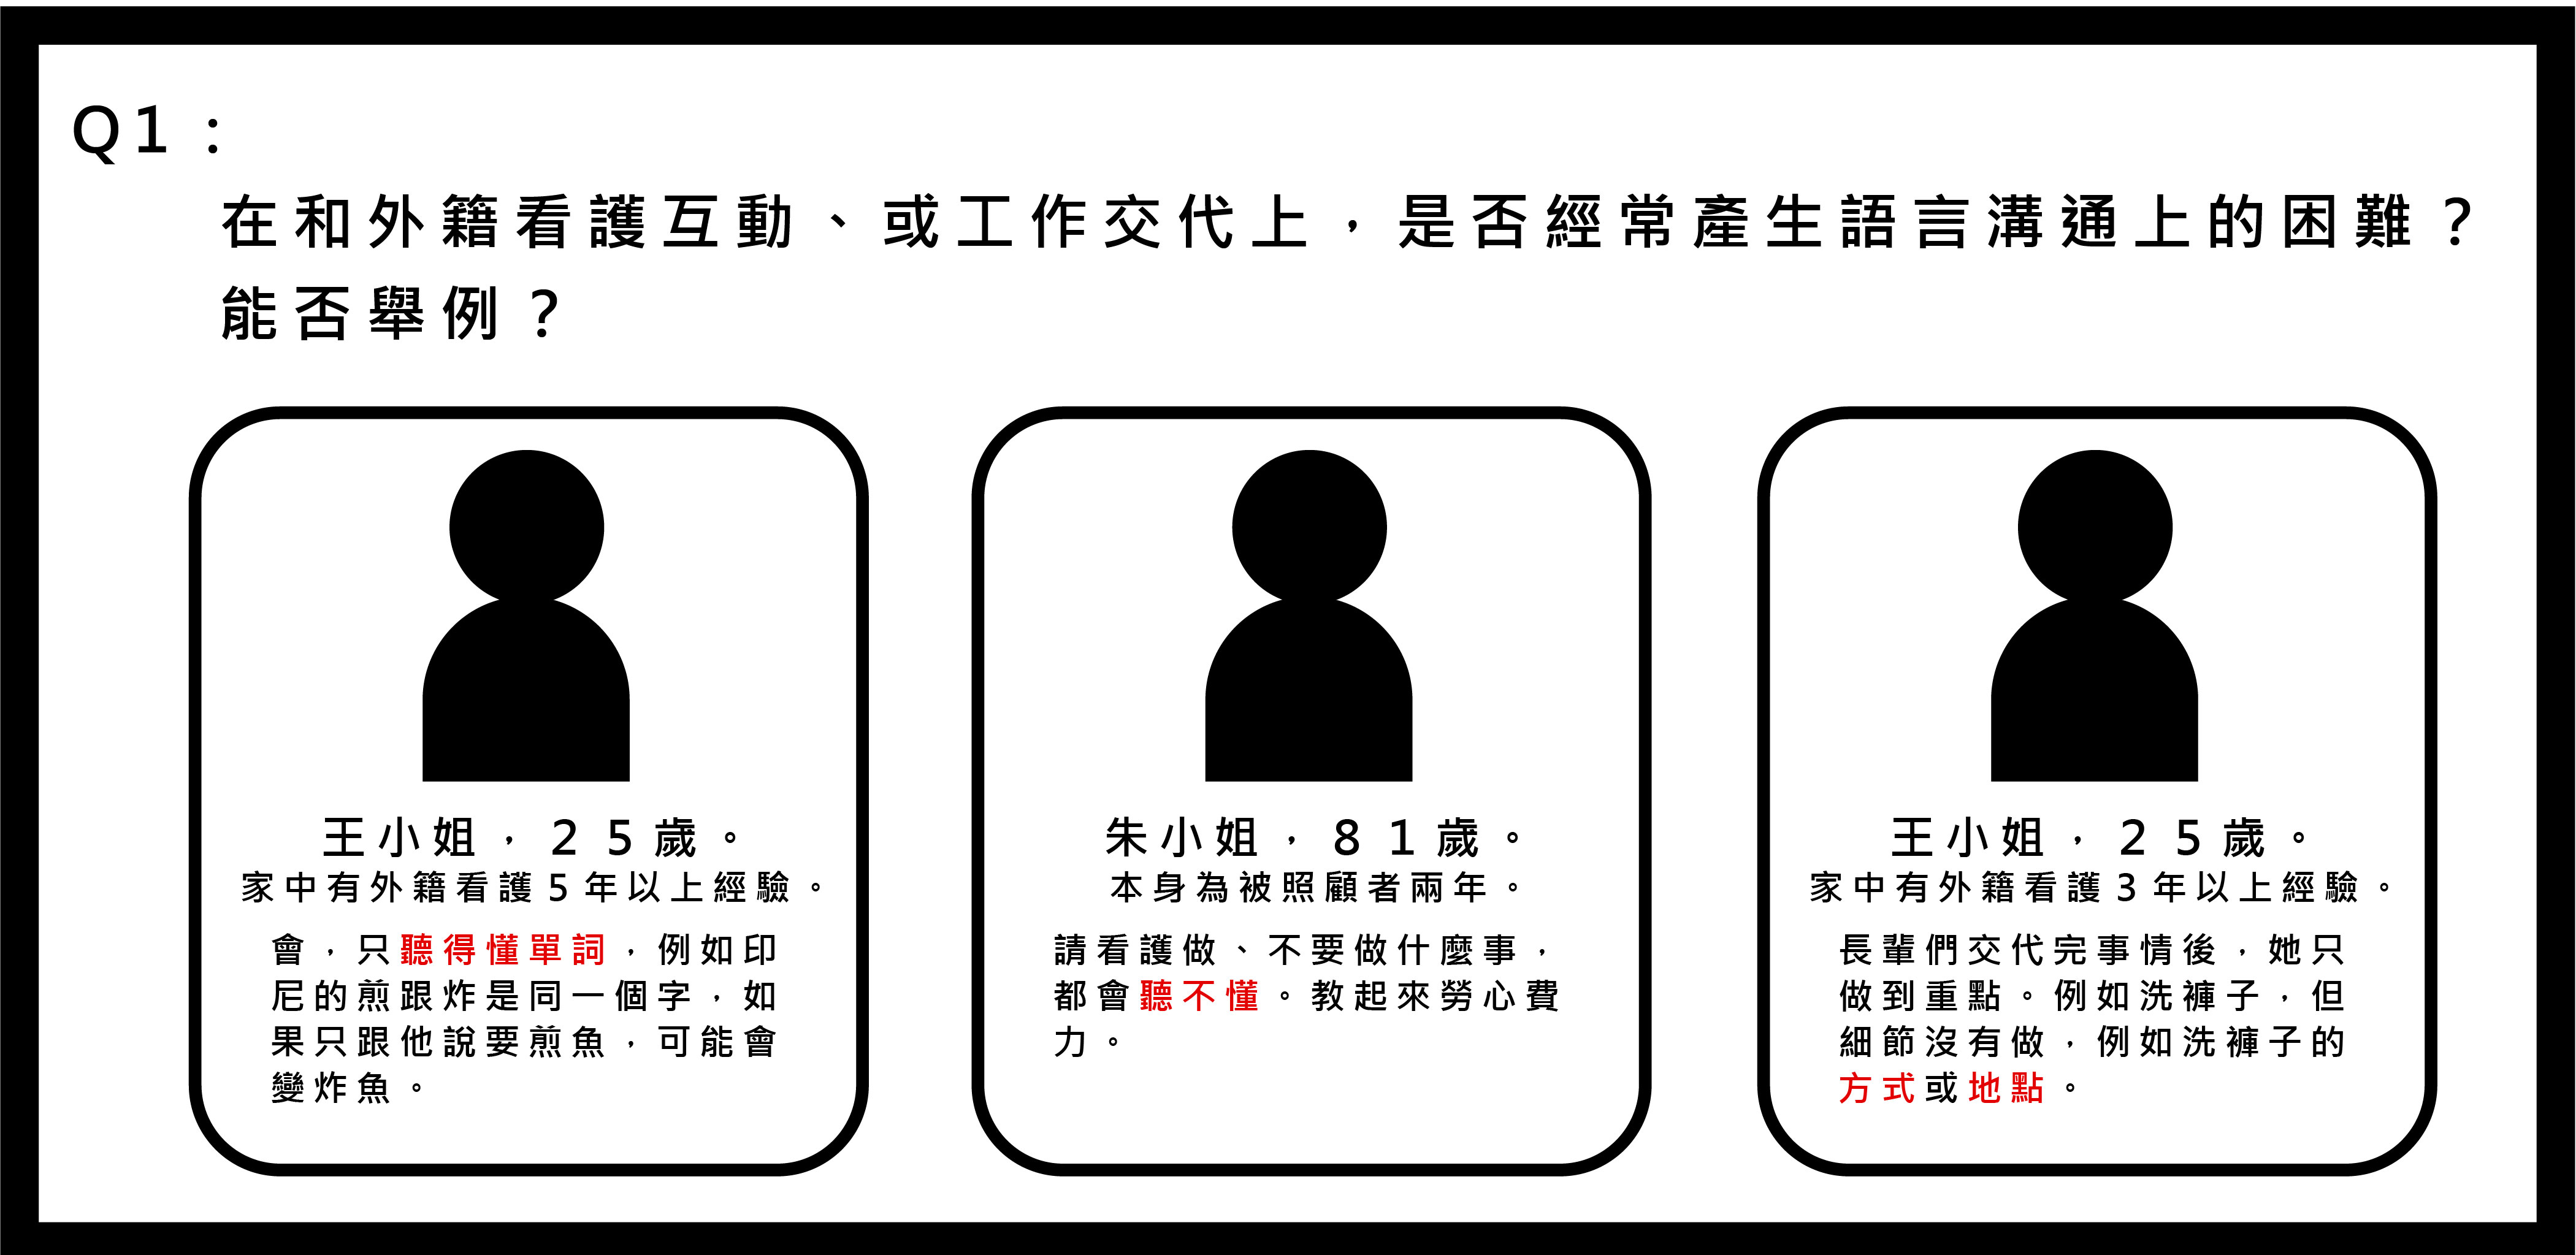 Q1：
在和外籍看護互動、或工作交代上，是否經常產生語言溝通上的困難？
能否舉例？
王小姐，25歲。
家中有外籍看護5年以上經驗。
會，只聽得懂單詞，例如印
尼的煎跟炸是同一個字，如
果只跟他說要煎魚，可能會
變炸魚。
朱小姐，81歲。
本身為被照顧者兩年。
請看護做、不要做什麼事，
都會聽不懂。教起來勞心費
力。
王小姐，25歲。
家中有外籍看護3年以上經驗。
長輩們交代完事情後，她只
做到重點。例如洗褲子，但
細節沒有做，例如洗褲子的
方式或地點。